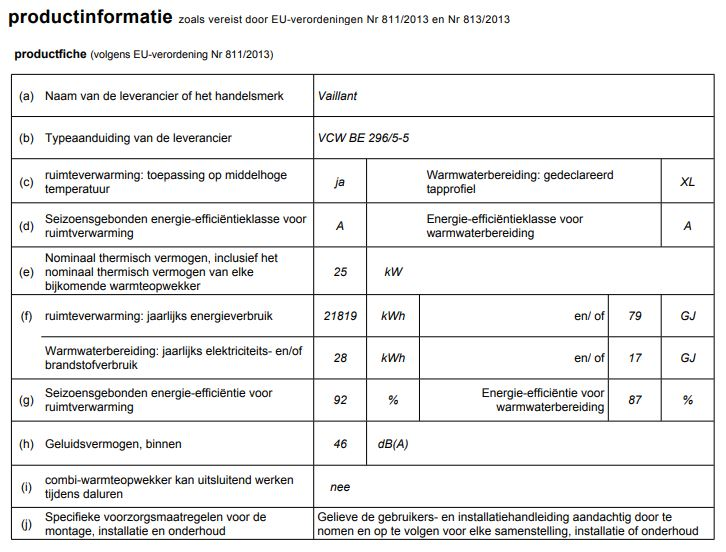 productinformatie zoals vereist door EU-verordeningen Nr 811/2013 en Nr 813/2013
productfiche (volgens EU-verordening Nr 811/2013)
(a) Naam van de leverancier of het handelsmerk Vaillant
(b) Typeaanduiding van de leverancier VCW BE 296/5-5
(c) ruimteverwarming: toepassing op middelhoge temperatuur ja Warmwaterbereiding: gedeclareerd tapprofiel XL
(d) Seizoensgebonden energie-efficiëntieklasse voor ruimtverwarming A Energie-efficiëntieklasse voor warmwaterbereiding A
(e) Nominaal thermisch vermogen, inclusief het nominaal thermisch vermogen van elke bijkomende warmteopwekker 25 kW
(f) ruimteverwarming: jaarlijks energieverbruik 21819 kWh en/ of 79 GJ
Warmwaterbereiding: jaarlijks elektriciteits- en/of brandstofverbruik 28 kWh en/ of 17 GJ
(g) Seizoensgebonden energie-efficiëntie voor ruimtverwarming 92 % Energie-efficiëntie voor warmwaterbereiding 87 %
(h) Geluidsvermogen, binnen 46 dB(A)
(i) combi-warmteopwekker kan uitsluitend werken tijdens daluren nee
(j) Specifieke voorzorgsmaatregelen voor de montage, installatie en onderhoud Gelieve de gebruikers- en installatiehandleiding aandachtig door te nomen en op te volgen voor elke samenstelling, installatie of onderhoud